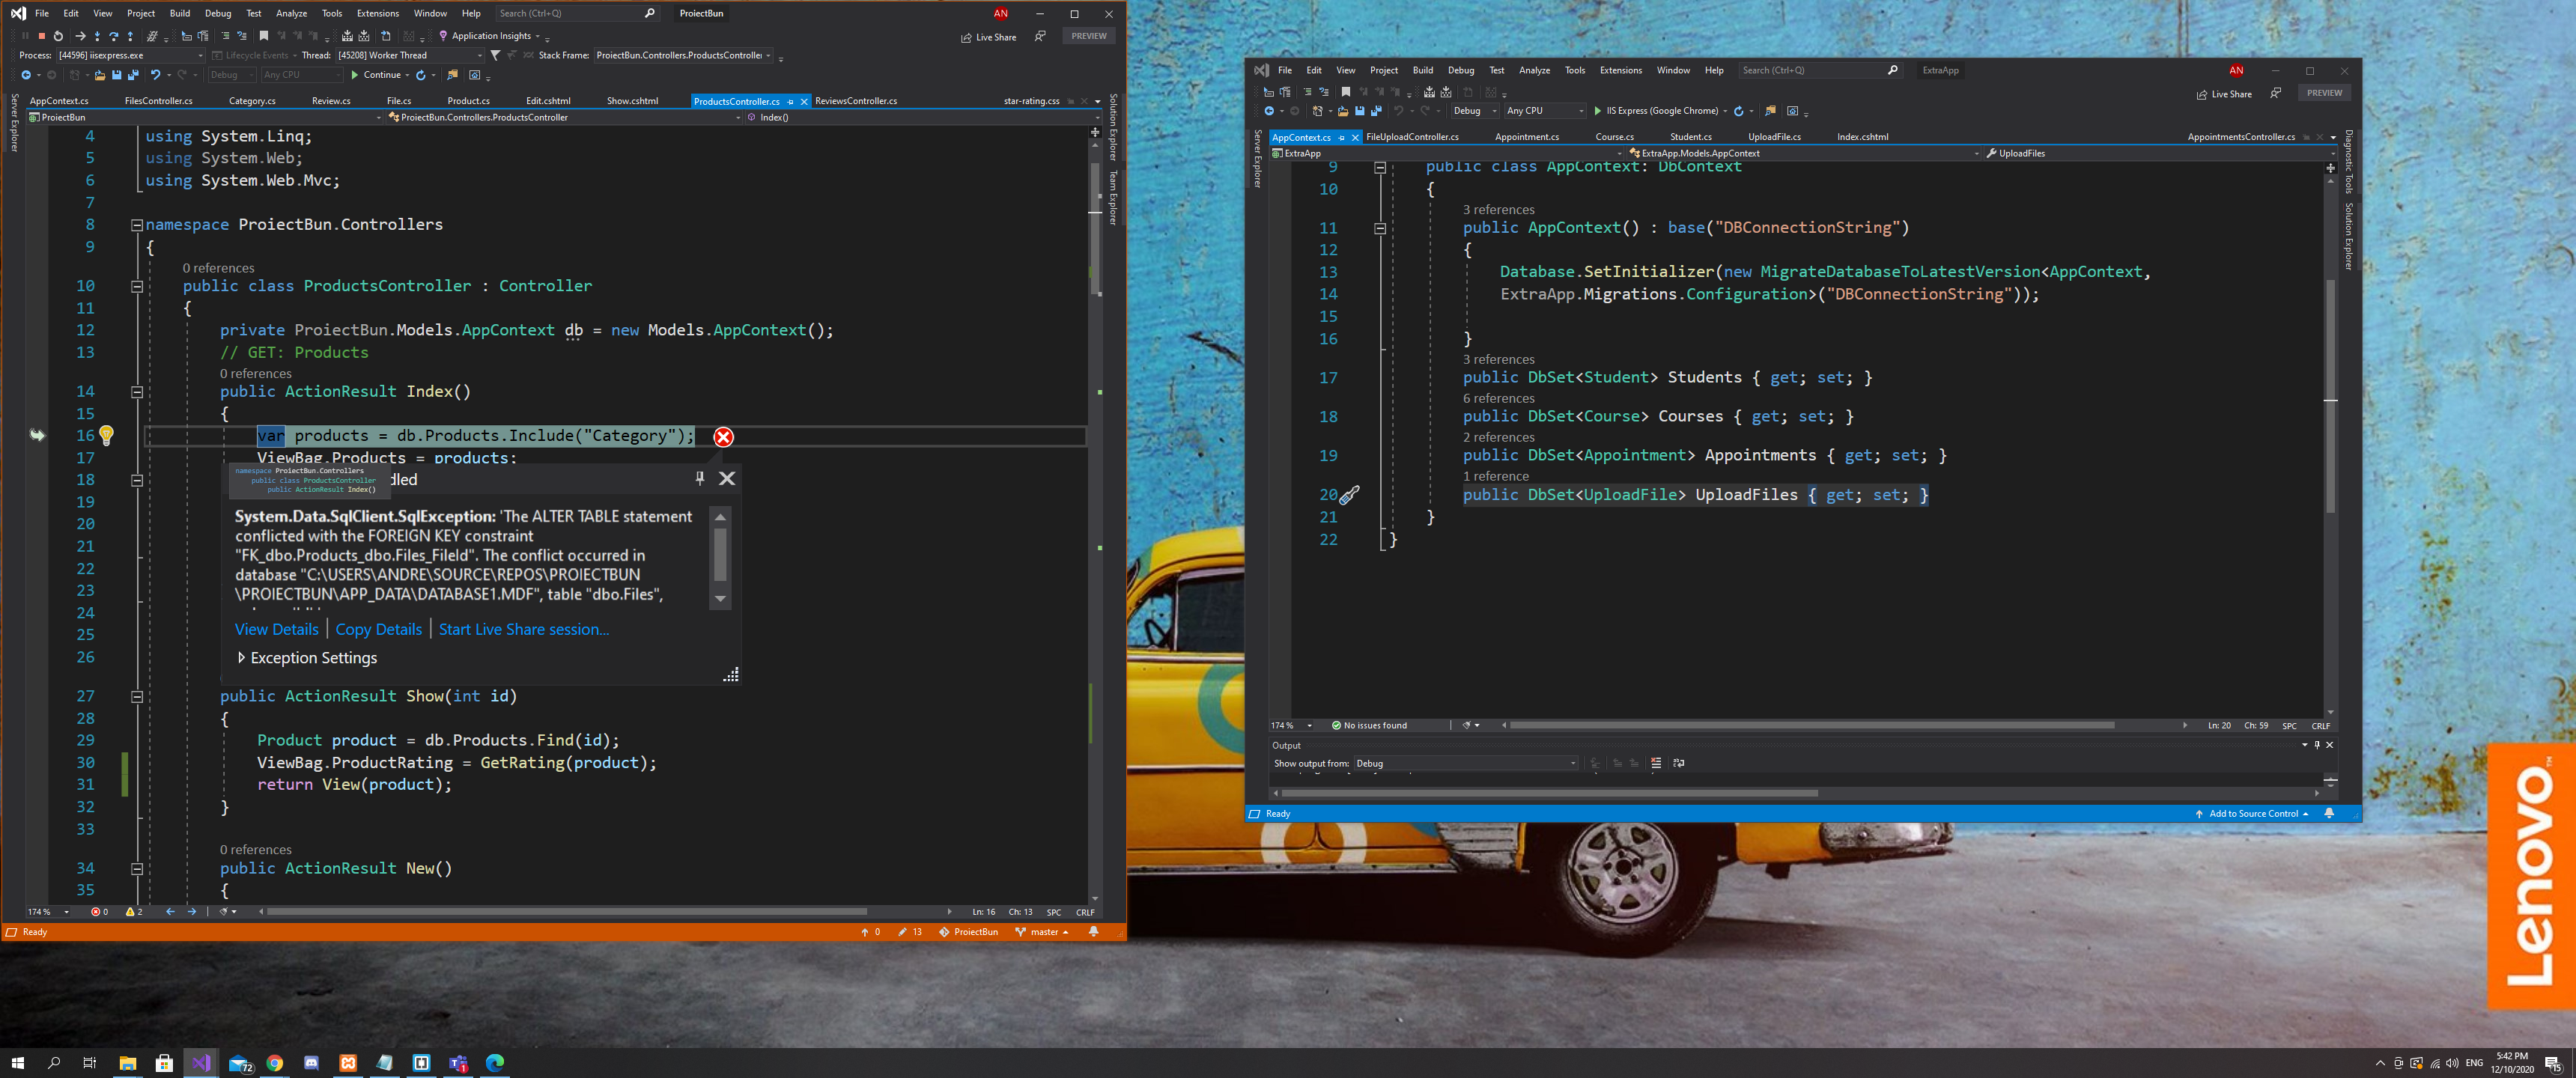 File Edit View Project Build Debug Test Analyze Tools Extensions Window Help Search (Ctrl+Q) ProiectBun AN
Application Insights
Live Share PREVIEW
Process: [44596] iisexpress.exe Lifecycle Events Thread: [45208] Worker Thread Stack Frame: ProiectBun.Controllers.ProductsController
Debug Any CPU Continue
AppContext.cs FilesController.cs Category.cs Review.cs File.cs Product.cs Edit.cshtml Show.cshtml ProductsController.cs ReviewsController.cs star-rating.css
ProiectBun ProiectBun.Controllers.ProductsController Index()
Server Explorer
Solution Explorer
Team Explorer
4 using System.Linq;
5 using System.Web;
6 using System.Web.Mvc;
7
8 namespace ProiectBun.Controllers
9 {
0 references
10 public class ProductsController : Controller
11 {
12 private ProiectBun.Models.AppContext db = new Models.AppContext();
13 // GET: Products
0 references
14 public ActionResult Index()
15 {
16 var products = db.Products.Include("Category");
17 ViewBag.Products = products;
18
19
20
21
22
23
24
25
26
namespace ProiectBun.Controllers
public class ProductsController
public ActionResult Index()
dled
System.Data.SqlClient.SqlException: 'The ALTER TABLE statement
conflicted with the FOREIGN KEY constraint
"FK_dbo.Products_dbo.Files_FileId". The conflict occurred in
database "C:\USERS\ANDRE\SOURCE\REPOS\PROIECTBUN
\PROIECTBUN\APP_DATA\DATABASE1.MDF", table "dbo.Files",
View Details | Copy Details | Start Live Share session...
Exception Settings
27 public ActionResult Show(int id)
28 {
29 Product product = db.Products.Find(id);
30 ViewBag.ProductRating = GetRating(product);
31 return View(product);
32 }
33
0 references
34 public ActionResult New()
35 {
174 % 0 2 Ln: 16 Ch: 13 SPC CRLF
Ready 0 13 ProiectBun master
File Edit View Project Build Debug Test Analyze Tools Extensions Window Help Search (Ctrl+Q) ExtraApp AN
Live Share PREVIEW
Debug Any CPU IIS Express (Google Chrome)
AppContext.cs FileUploadController.cs Appointment.cs Course.cs Student.cs UploadFile.cs Index.cshtml AppointmentsController.cs
ExtraApp ExtraApp.Models.AppContext UploadFiles
Server Explorer
Diagnostic Tools
Solution Explorer
9 public class AppContext: DbContext
10 {
3 references
11 public AppContext() : base("DBConnectionString")
12 {
13 Database.SetInitializer(new MigrateDatabaseToLatestVersion<AppContext,
14 ExtraApp.Migrations.Configuration>("DBConnectionString"));
15
16 }
3 references
17 public DbSet<Student> Students { get; set; }
6 references
18 public DbSet<Course> Courses { get; set; }
2 references
19 public DbSet<Appointment> Appointments { get; set; }
1 reference
20 public DbSet<UploadFile> UploadFiles { get; set; }
21 }
22 }
174 % No issues found Ln: 20 Ch: 59 SPC CRLF
Output
Show output from: Debug
Ready Add to Source Control
Lenovo™
72
1
ENG
5:42 PM
12/10/2020
15